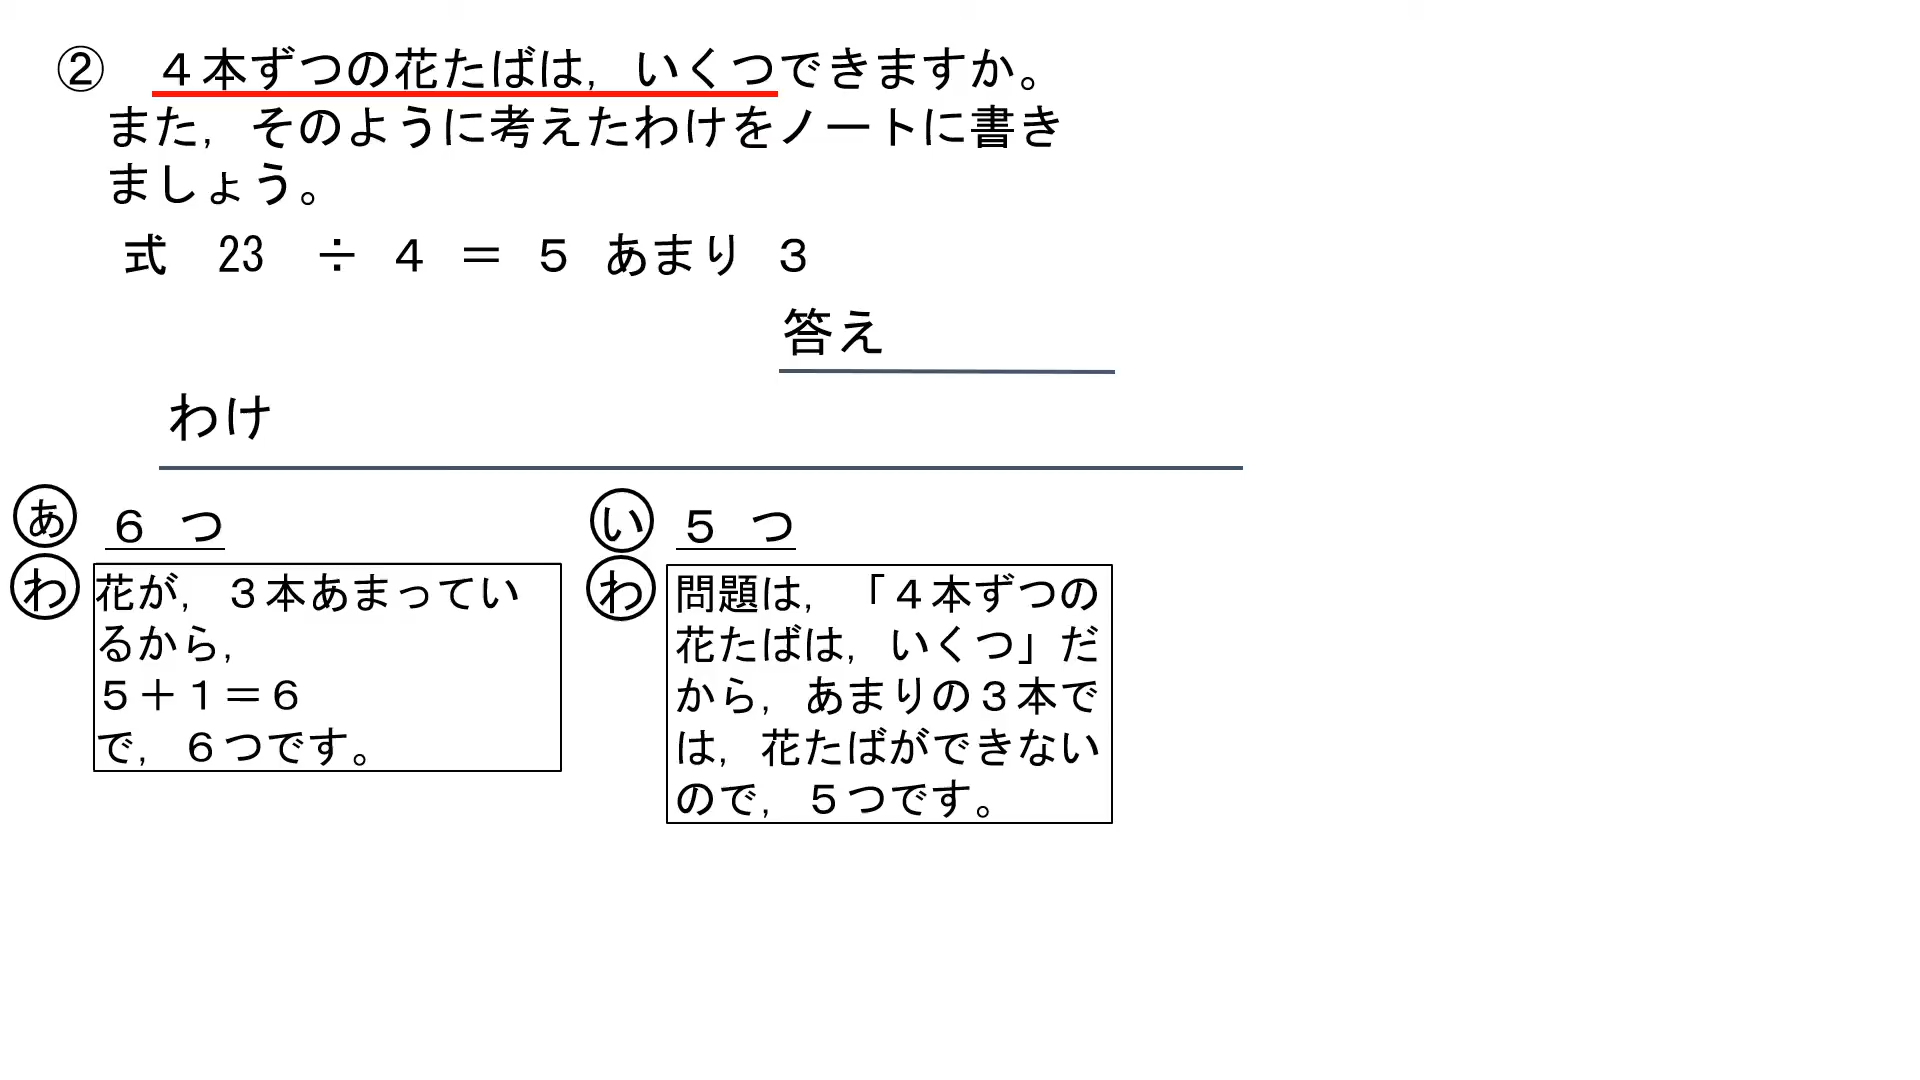 ② ４本ずつの花たばは，いくつできますか。
また，そのように考えたわけをノートに書き
ましょう。
式 23 ÷ ４ ＝ ５ あまり ３
答え
わけ
あ ６ つ
わ 花が，３本あまってい
るから，
５＋１＝６
で，６つです。
い ５ つ
わ 問題は，「４本ずつの
花たばは，いくつ」だ
から，あまりの３本で
は，花たばができない
ので，５つです。